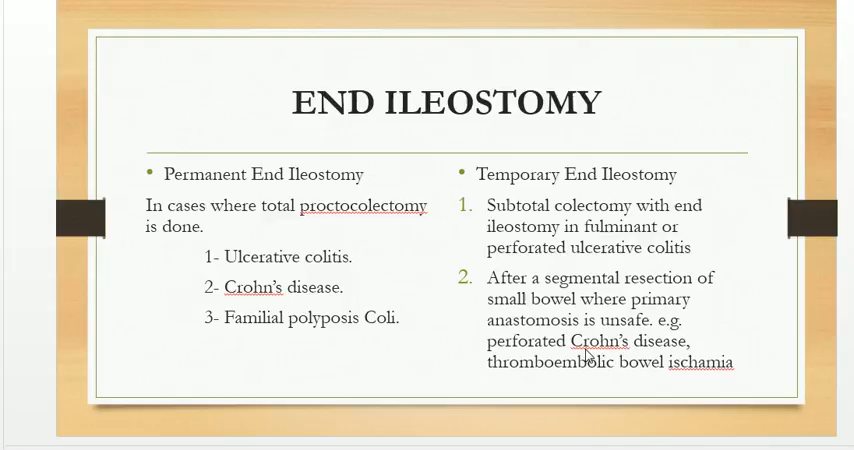 END ILEOSTOMY
• Permanent End Ileostomy
In cases where total proctocolectomy
is done.
1- Ulcerative colitis.
2- Crohn's disease.
3- Familial polyposis Coli.
• Temporary End Ileostomy
1. Subtotal colectomy with end
ileostomy in fulminant or
perforated ulcerative colitis
2. After a segmental resection of
small bowel where primary
anastomosis is unsafe. e.g.
perforated Crohn's disease,
thromboembolic bowel ischamia